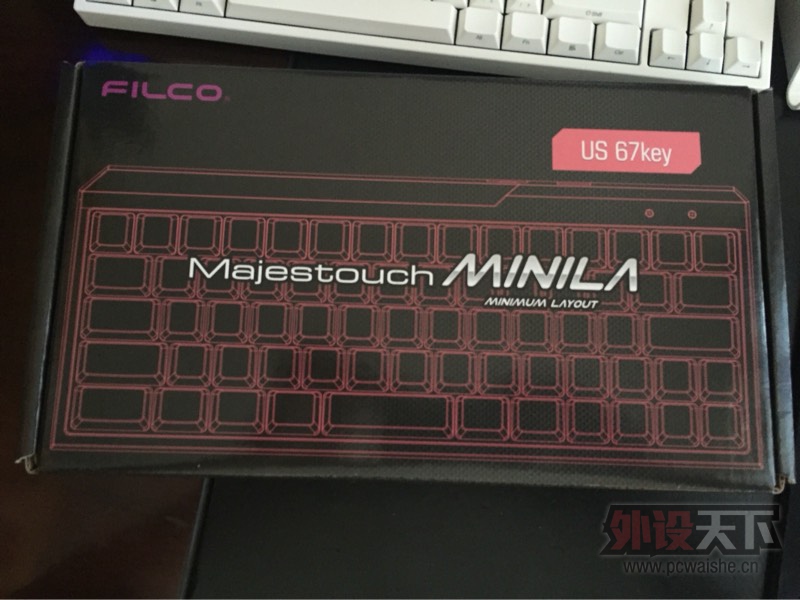 FILCO
US 67key
Majestouch MINILA
MINIMUM LAYOUT
外设天下
www.pcwaishe.cn